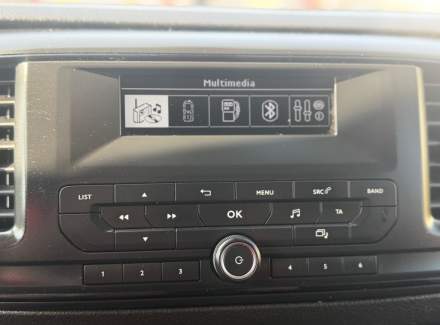 Multimedia
LIST
MENU
SRC
BAND
OK
TA
1 2 3
4 5 6